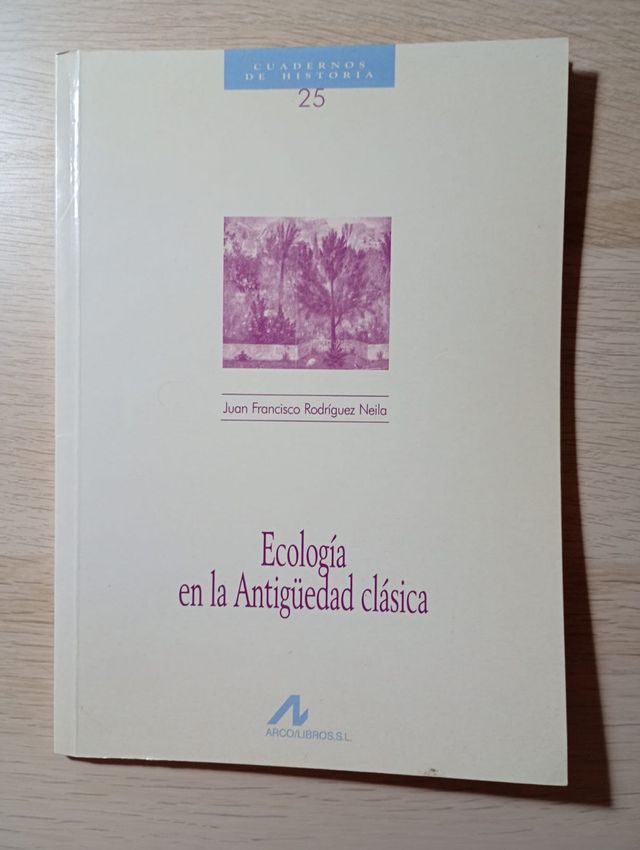 CUADERNOS
DE HISTORIA
25
Juan Francisco Rodríguez Neila
Ecología
en la Antigüedad clásica
ARCO/LIBROS,S.L.